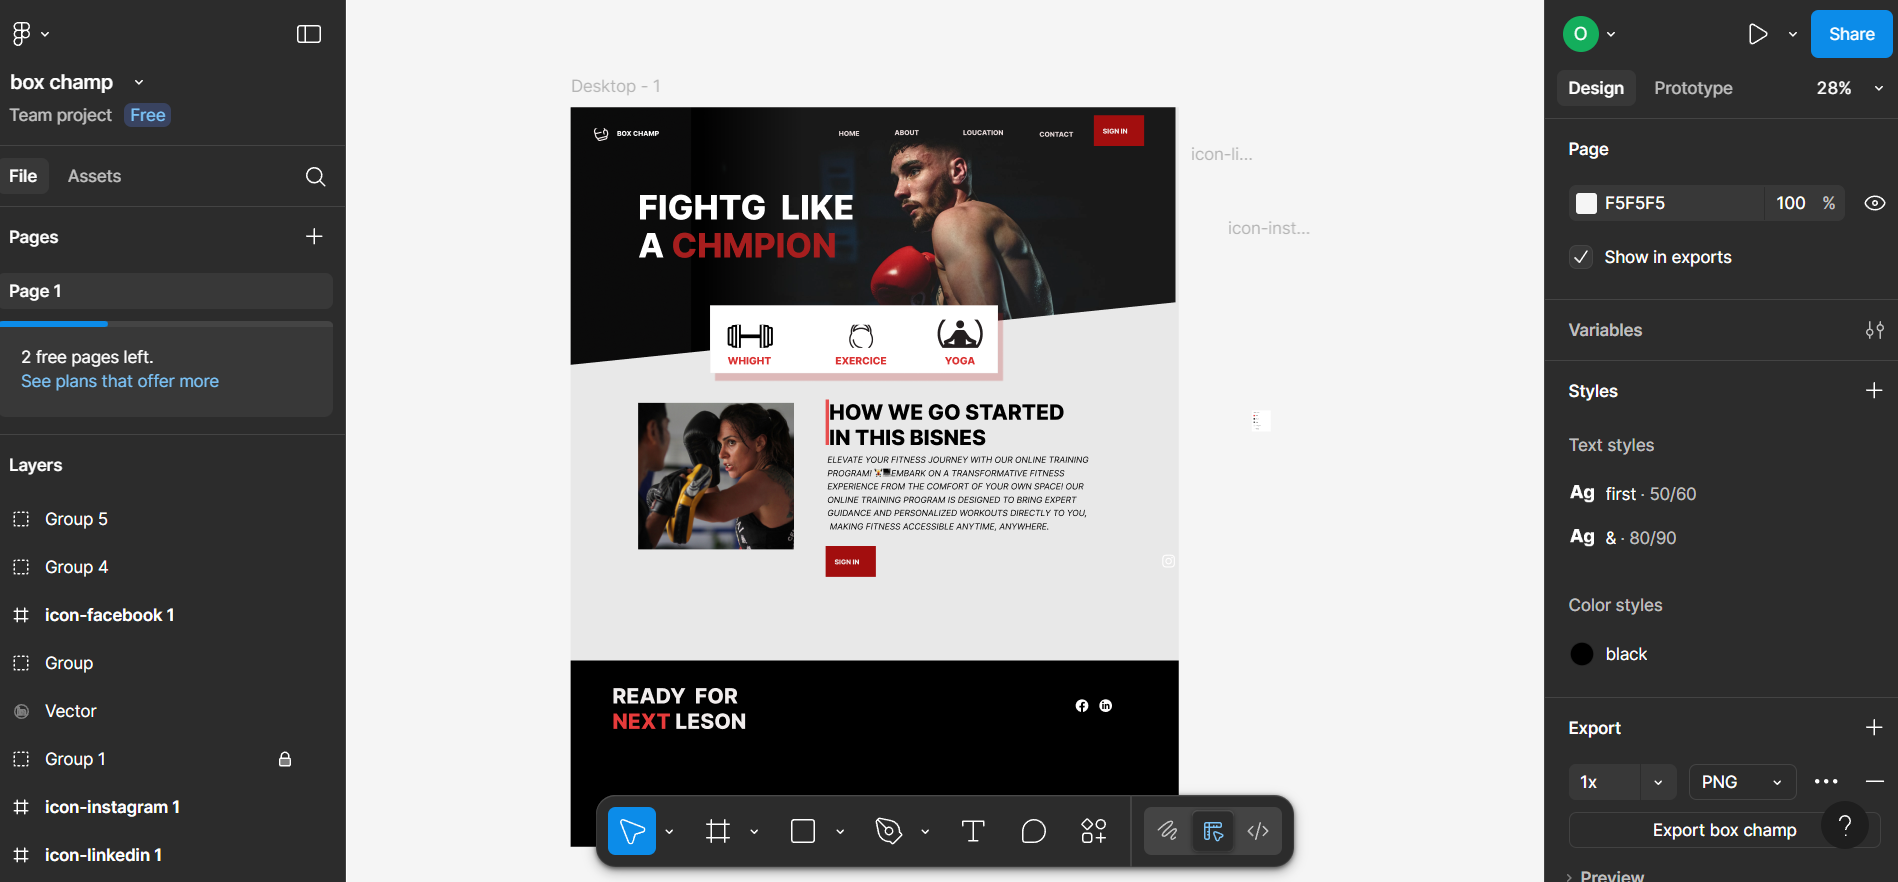 box champ
Team project Free
File Assets
Pages
Page 1
2 free pages left.
See plans that offer more
Layers
Group 5
Group 4
icon-facebook 1
Group
Vector
Group 1
icon-instagram 1
icon-linkedin 1
Desktop - 1
BOX CHAMP HOME ABOUT LOUCATION CONTACT SIGN IN
FIGHTG LIKE
A CHMPION
WHIGHT EXERCICE YOGA
HOW WE GO STARTED
IN THIS BISNES
ELEVATE YOUR FITNESS JOURNEY WITH OUR ONLINE TRAINING
PROGRAM! 🏋️💻EMBARK ON A TRANSFORMATIVE FITNESS
EXPERIENCE FROM THE COMFORT OF YOUR OWN SPACE! OUR
ONLINE TRAINING PROGRAM IS DESIGNED TO BRING EXPERT
GUIDANCE AND PERSONALIZED WORKOUTS DIRECTLY TO YOU,
MAKING FITNESS ACCESSIBLE ANYTIME, ANYWHERE.
SIGN IN
READY FOR
NEXT LESON
icon-li...
icon-inst...
O
Share
Design Prototype 28%
Page
F5F5F5 100 %
Show in exports
Variables
Styles
Text styles
Ag first · 50/60
Ag & · 80/90
Color styles
black
Export
1x PNG
Export box champ ?
Preview